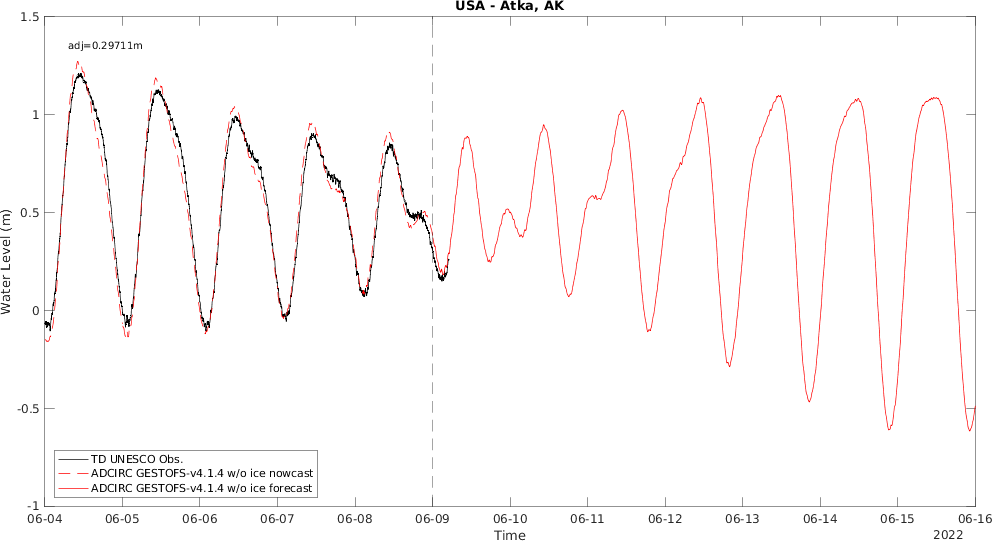 USA - Atka, AK
adj=0.29711m
1.5
1
0.5
0
-0.5
-1
Water Level (m)
TD UNESCO Obs.
ADCIRC GESTOFS-v4.1.4 w/o ice nowcast
ADCIRC GESTOFS-v4.1.4 w/o ice forecast
06-04 06-05 06-06 06-07 06-08 06-09 06-10 06-11 06-12 06-13 06-14 06-15 06-16
Time
2022